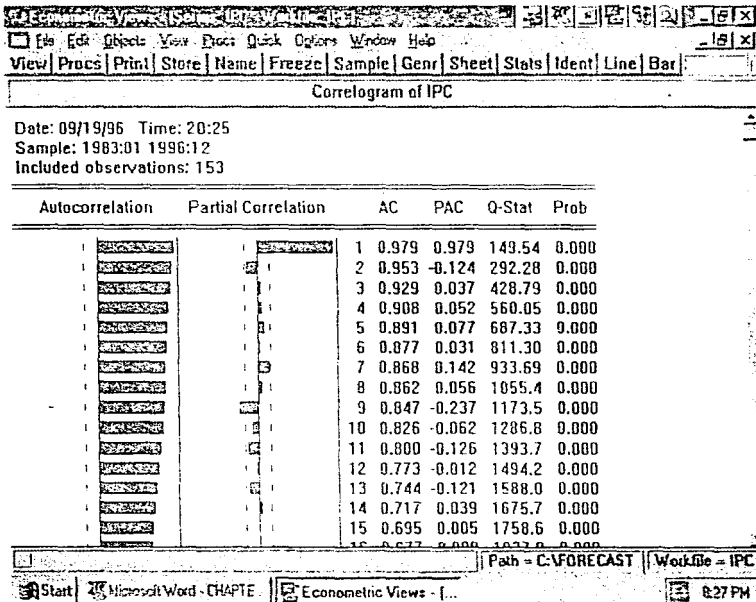 File Edit Objects View Procs Quick Options Window Help
View Procs Print Store Name Freeze Sample Genr Sheet Stats Ident Line Bar
Correlogram of IPC
Date: 09/19/96 Time: 20:25
Sample: 1983:01 1996:12
Included observations: 153
Autocorrelation Partial Correlation AC PAC Q-Stat Prob
1 0.979 0.979 149.54 0.000
2 0.953 -0.124 292.28 0.000
3 0.929 0.037 428.79 0.000
4 0.908 0.052 560.05 0.000
5 0.891 0.077 687.33 0.000
6 0.877 0.031 811.30 0.000
7 0.868 0.142 933.69 0.000
8 0.862 0.056 1055.4 0.000
9 0.847 -0.237 1173.5 0.000
10 0.826 -0.062 1286.8 0.000
11 0.800 -0.126 1393.7 0.000
12 0.773 -0.012 1494.2 0.000
13 0.744 -0.121 1588.0 0.000
14 0.717 0.039 1675.7 0.000
15 0.695 0.005 1758.6 0.000
Path = C:\FORECAST Workfile = IPC
Start Microsoft Word - CHAPTE... Econometric Views - [... 8:27 PM